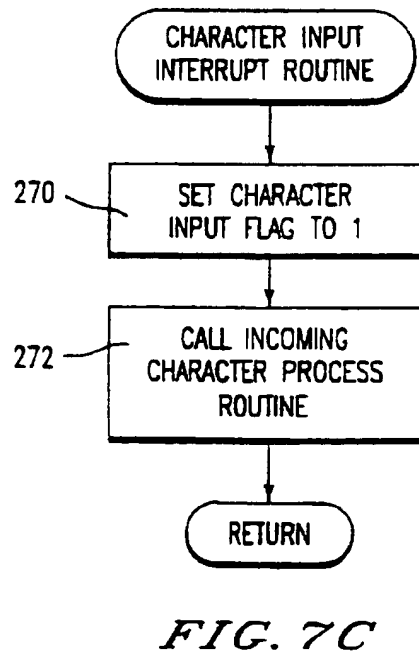 CHARACTER INPUT
INTERRUPT ROUTINE
270
SET CHARACTER
INPUT FLAG TO 1
272
CALL INCOMING
CHARACTER PROCESS
ROUTINE
RETURN
FIG. 7C